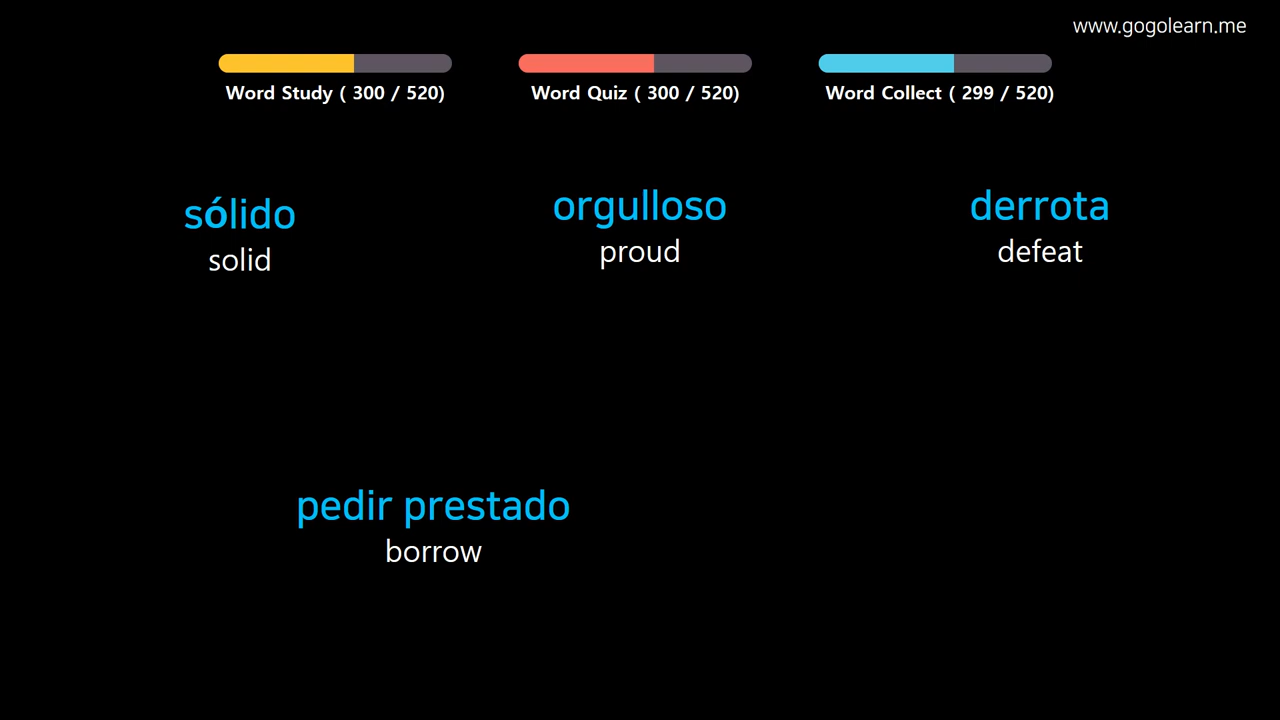 www.gogolearn.me
Word Study ( 300 / 520)
Word Quiz ( 300 / 520)
Word Collect ( 299 / 520)
sólido
solid
orgulloso
proud
derrota
defeat
pedir prestado
borrow